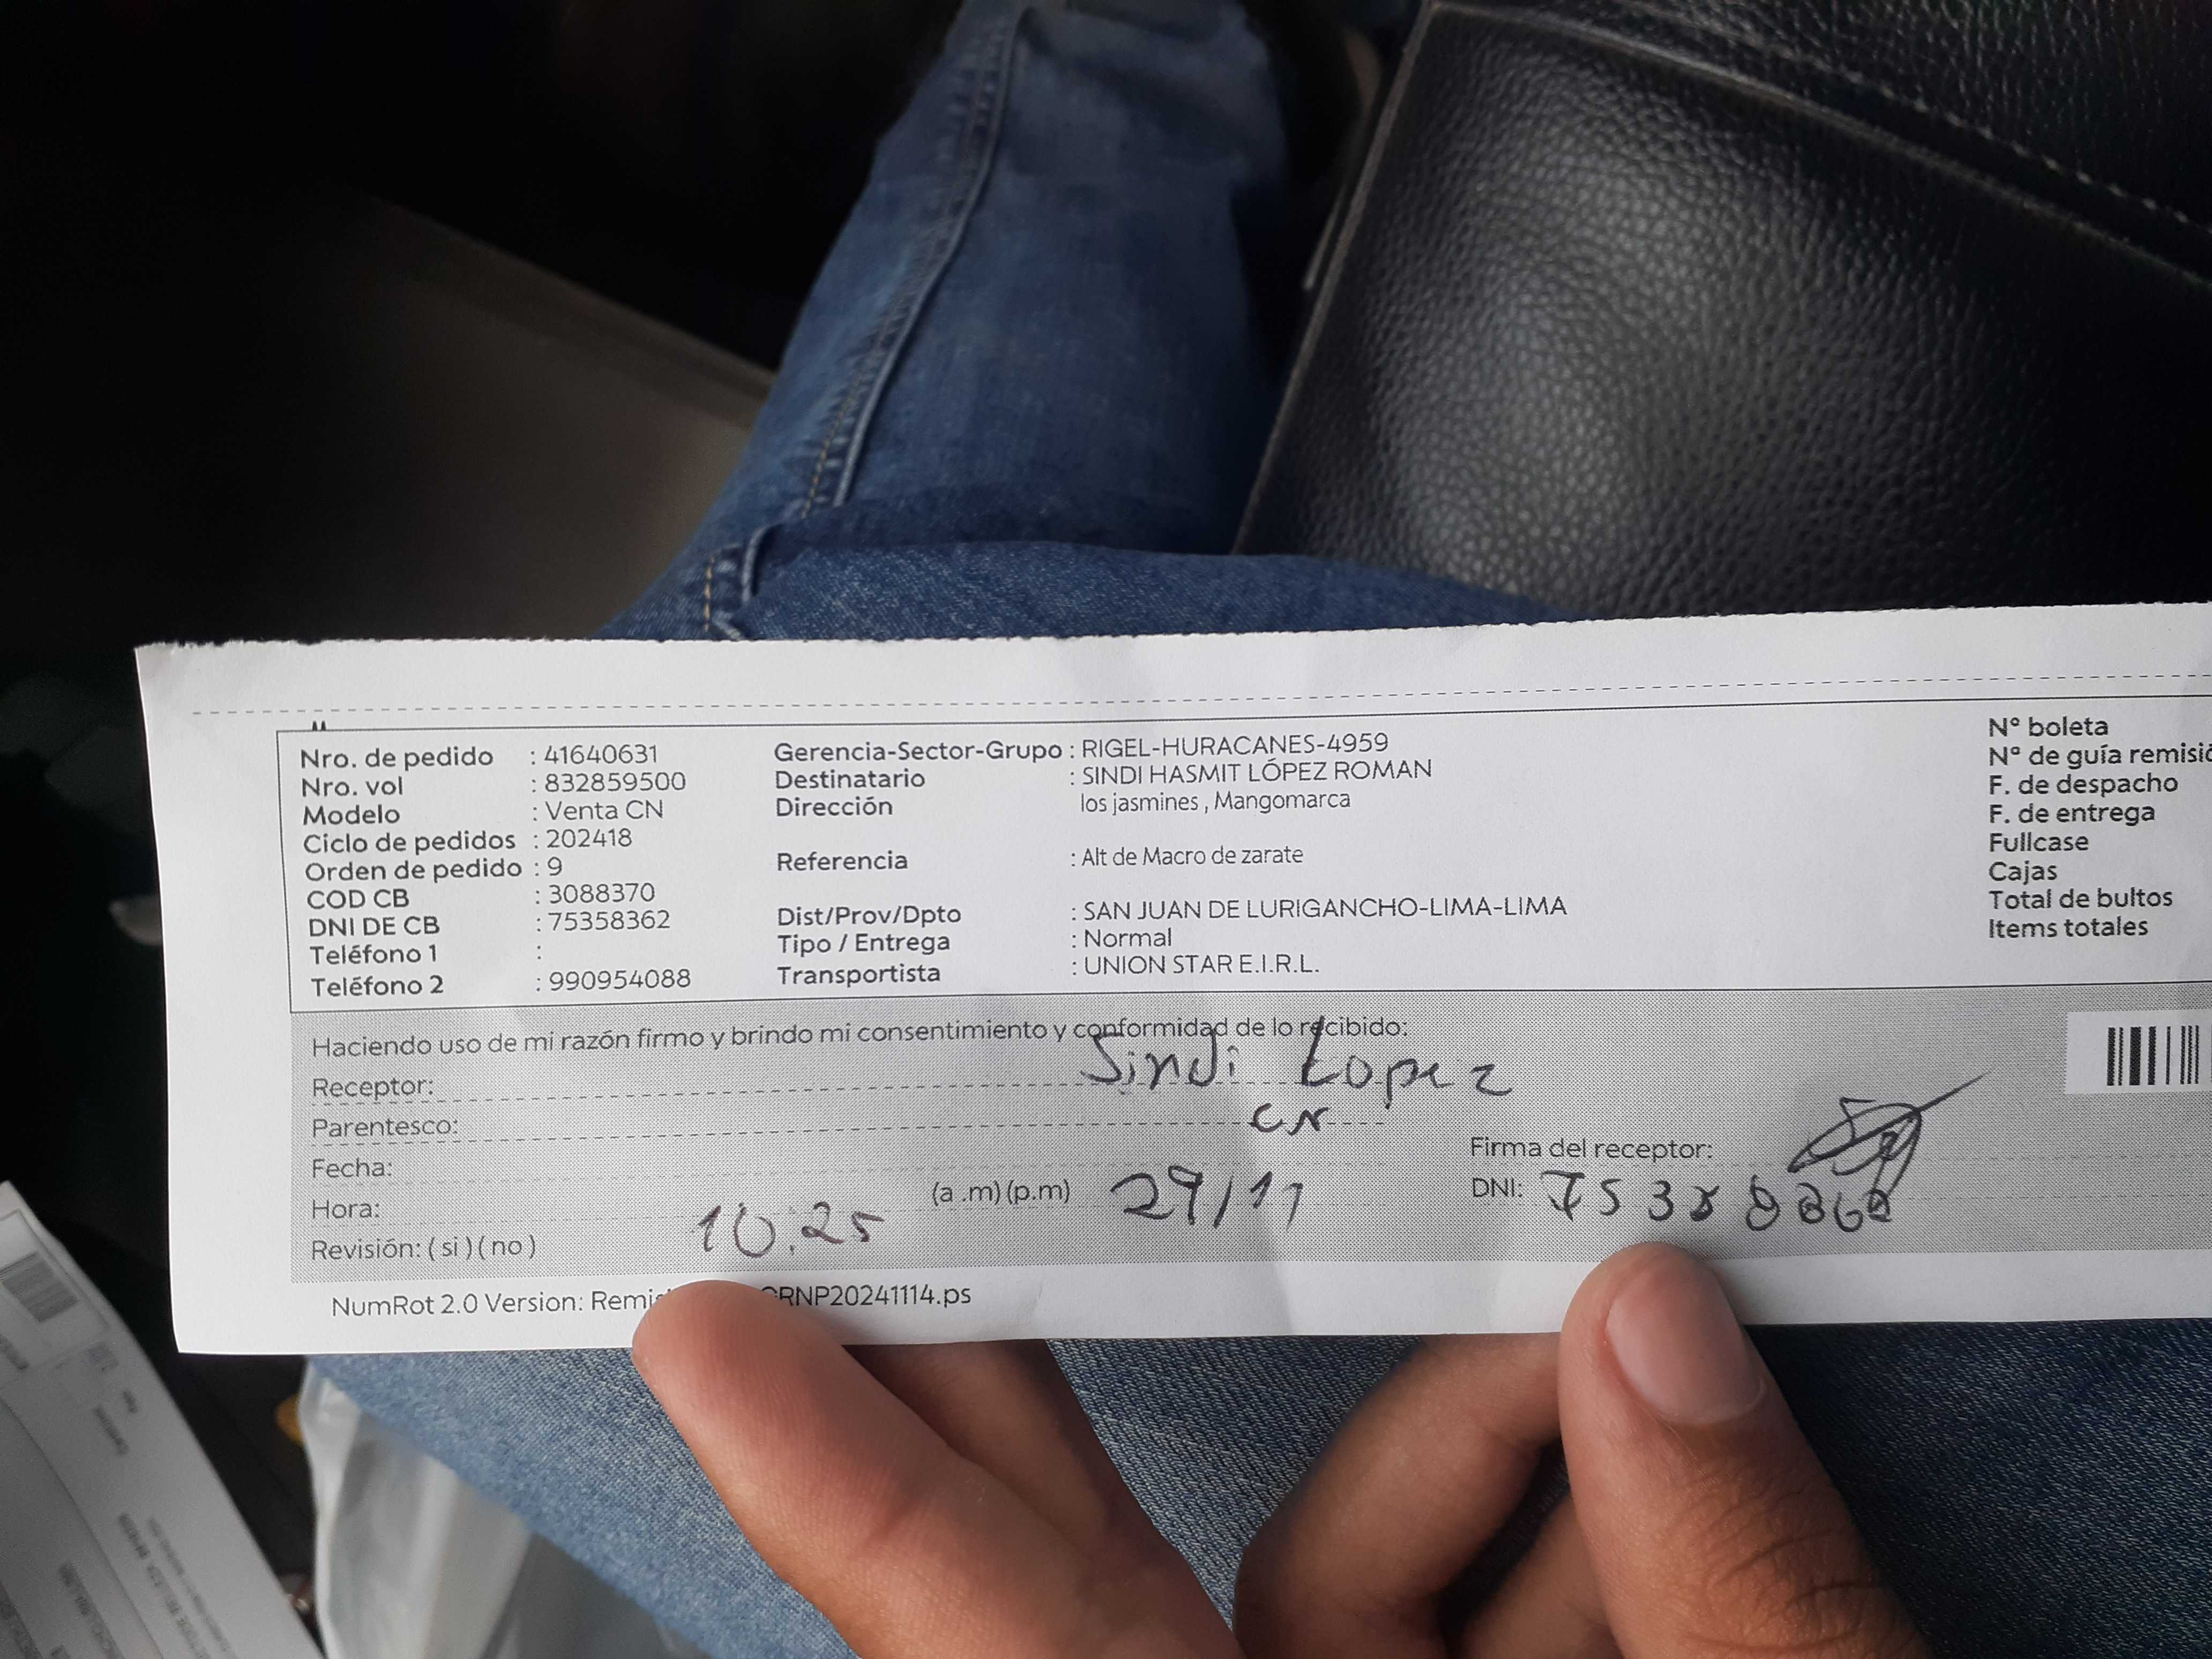 Nro. de pedido : 41640631
Nro. vol : 832859500
Modelo : Venta CN
Ciclo de pedidos : 202418
Orden de pedido : 9
COD CB : 3088370
DNI DE CB : 75358362
Teléfono 1 :
Teléfono 2 : 990954088
Gerencia-Sector-Grupo : RIGEL-HURACANES-4959
Destinatario : SINDI HASMIT LÓPEZ ROMAN
Dirección los jasmines , Mangomarca
Referencia : Alt de Macro de zarate
Dist/Prov/Dpto : SAN JUAN DE LURIGANCHO-LIMA-LIMA
Tipo / Entrega : Normal
Transportista : UNION STAR E.I.R.L.
N° boleta
N° de guía
F. de despacho
F. de entrega
Fullcase
Cajas
Total de bultos
Items totales
Haciendo uso de mi razón firmo y brindo mi consentimiento y conformidad de lo recibido:
Receptor: Sindi Lopez
Parentesco: CN
Fecha:
Hora: 10:25 (a .m) (p.m) 29/11
Revisión: ( si ) ( no )
Firma del receptor:
DNI:
NumRot 2.0 Version: GRNP20241114.ps